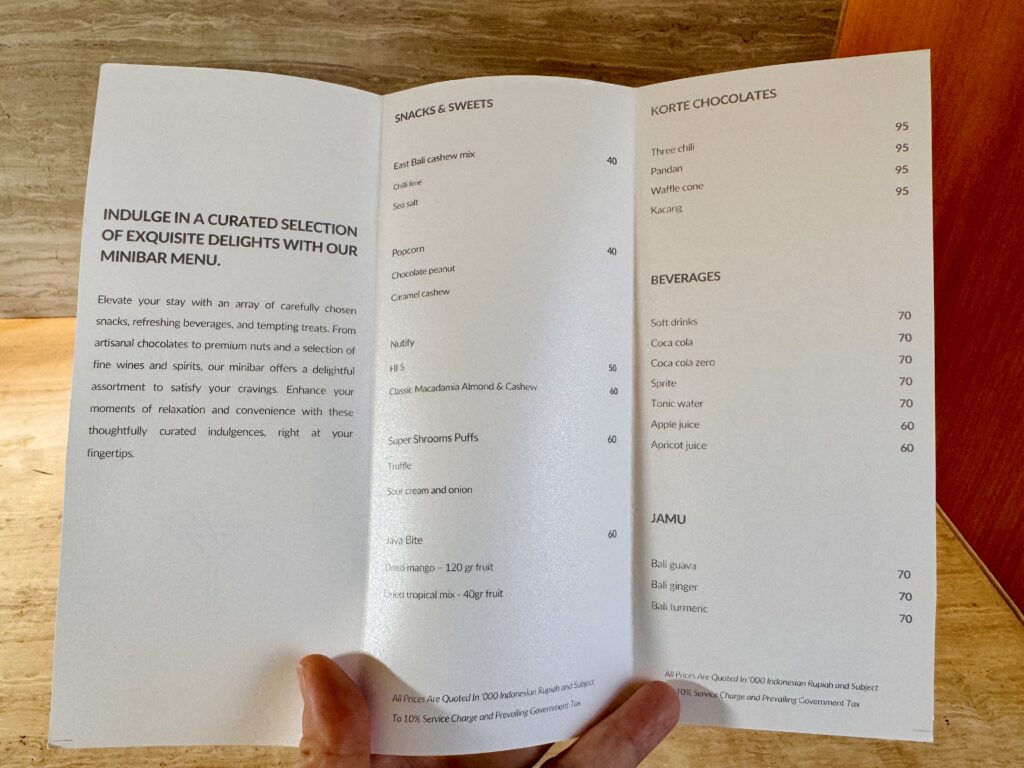 INDULGE IN A CURATED SELECTION
OF EXQUISITE DELIGHTS WITH OUR
MINIBAR MENU.
Elevate your stay with an array of carefully chosen
snacks, refreshing beverages, and tempting treats. From
artisanal chocolates to premium nuts and a selection of
fine wines and spirits, our minibar offers a delightful
assortment to satisfy your cravings. Enhance your
moments of relaxation and convenience with these
thoughtfully curated indulgences, right at your
fingertips.
SNACKS & SWEETS
East Bali cashew mix 40
Chilli lime
Sea salt
Popcorn 40
Chocolate peanut
Caramel cashew
Nutify
HI 5 50
Classic Macadamia Almond & Cashew 60
Super Shrooms Puffs 60
Truffle
Sour cream and onion
Java Bite 60
Dried mango – 120 gr fruit
Dried tropical mix - 40gr fruit
All Prices Are Quoted In '000 Indonesian Rupiah and Subject
To 10% Service Charge and Prevailing Government Tax
KORTE CHOCOLATES
95
Three chili 95
Pandan 95
Waffle cone 95
Kacang
BEVERAGES
Soft drinks 70
Coca cola 70
Coca cola zero 70
Sprite 70
Tonic water 70
Apple juice 60
Apricot juice 60
JAMU
Bali guava 70
Bali ginger 70
Bali turmeric 70
All Prices Are Quoted In '000 Indonesian Rupiah and Subject
10% Service Charge and Prevailing Government Tax